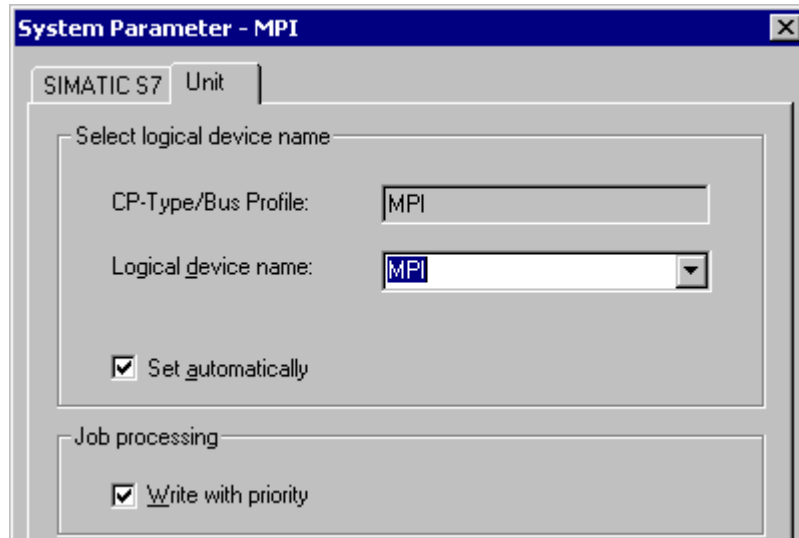 System Parameter - MPI
SIMATIC S7 Unit
Select logical device name
CP-Type/Bus Profile: MPI
Logical device name: MPI
Set automatically
Job processing
Write with priority